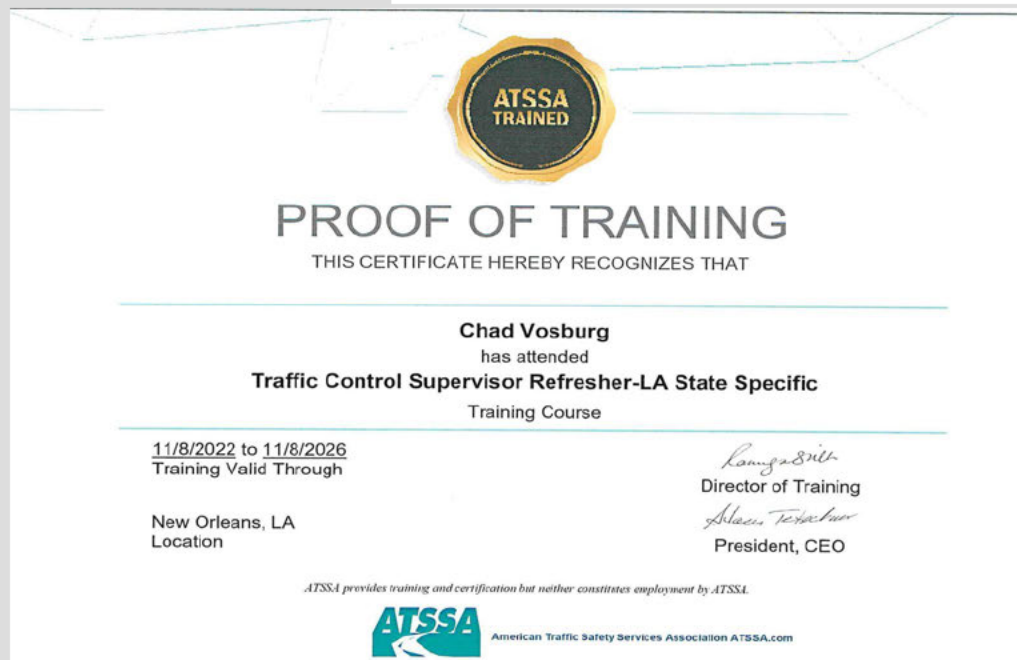 ATSSA
TRAINED
PROOF OF TRAINING
THIS CERTIFICATE HEREBY RECOGNIZES THAT
Chad Vosburg
has attended
Traffic Control Supervisor Refresher-LA State Specific
Training Course
11/8/2022 to 11/8/2026
Training Valid Through
Director of Training
New Orleans, LA
Location
President, CEO
ATSSA provides training and certification but neither constitutes employment by ATSSA.
ATSSA
American Traffic Safety Services Association ATSSA.com